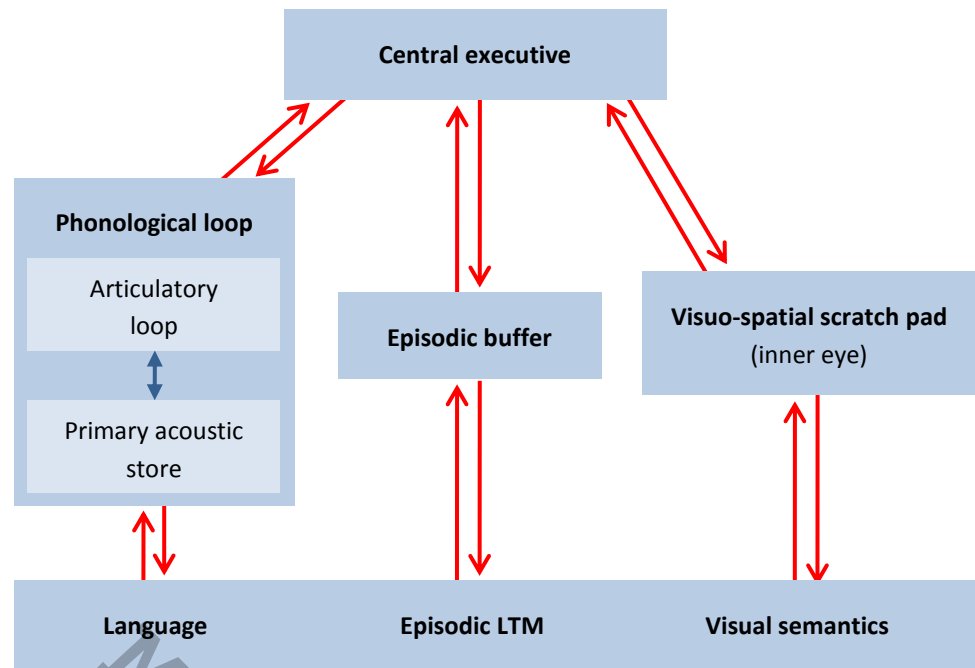 Central executive
Phonological loop
Articulatory
loop
Primary acoustic
store
Episodic buffer
Visuo-spatial scratch pad
(inner eye)
Language
Episodic LTM
Visual semantics